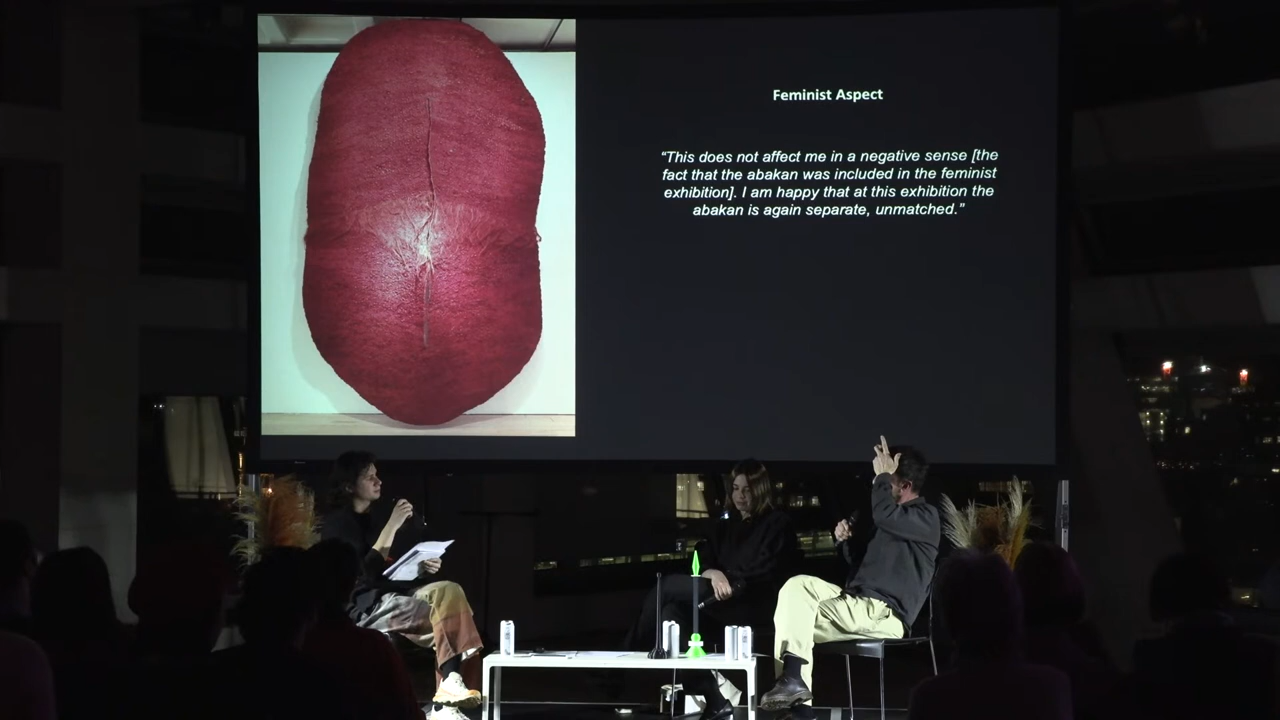 Feminist Aspect
“This does not affect me in a negative sense [the
fact that the abakan was included in the feminist
exhibition]. I am happy that at this exhibition the
abakan is again separate, unmatched.”